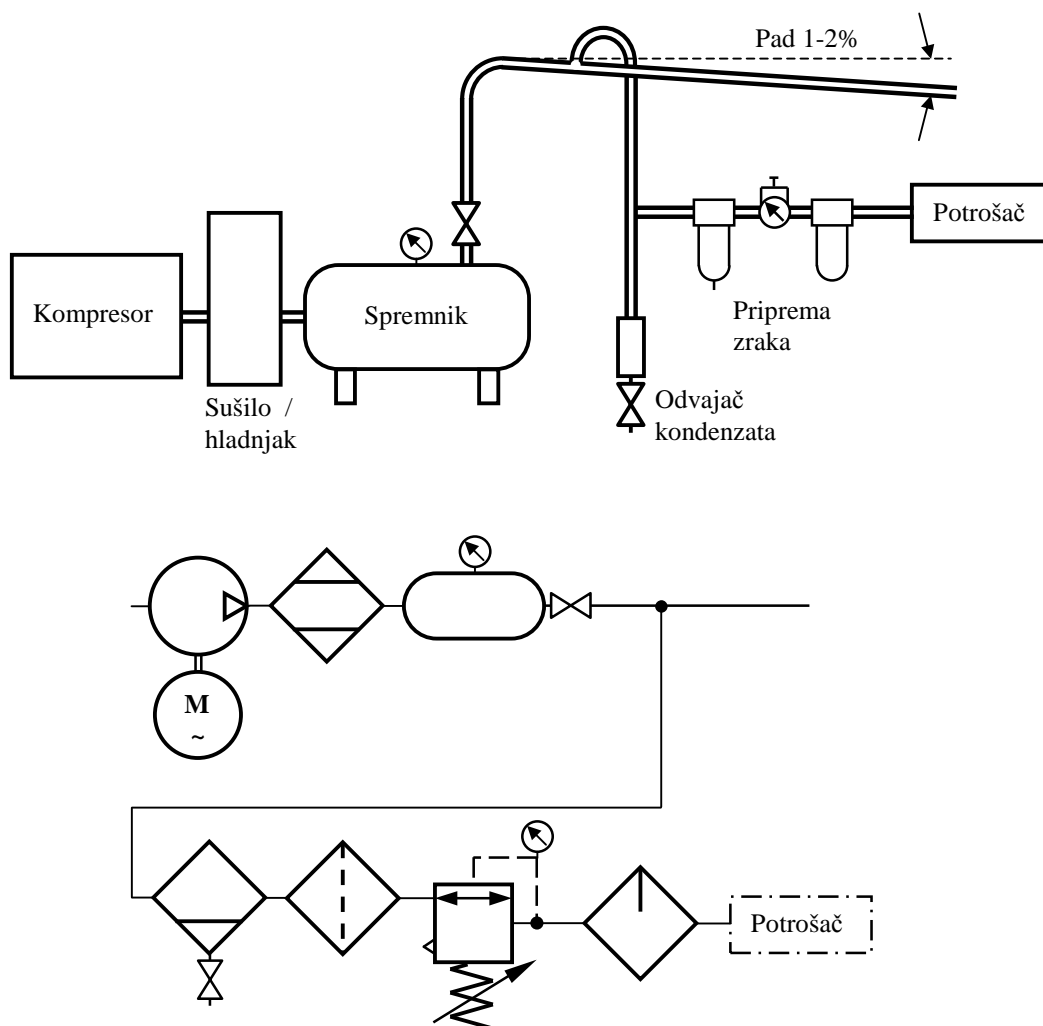 Pad 1-2%
Potrošač
Kompresor
Spremnik
Priprema
zraka
Sušilo /
hladnjak
Odvajač
kondenzata
M
~
Potrošač